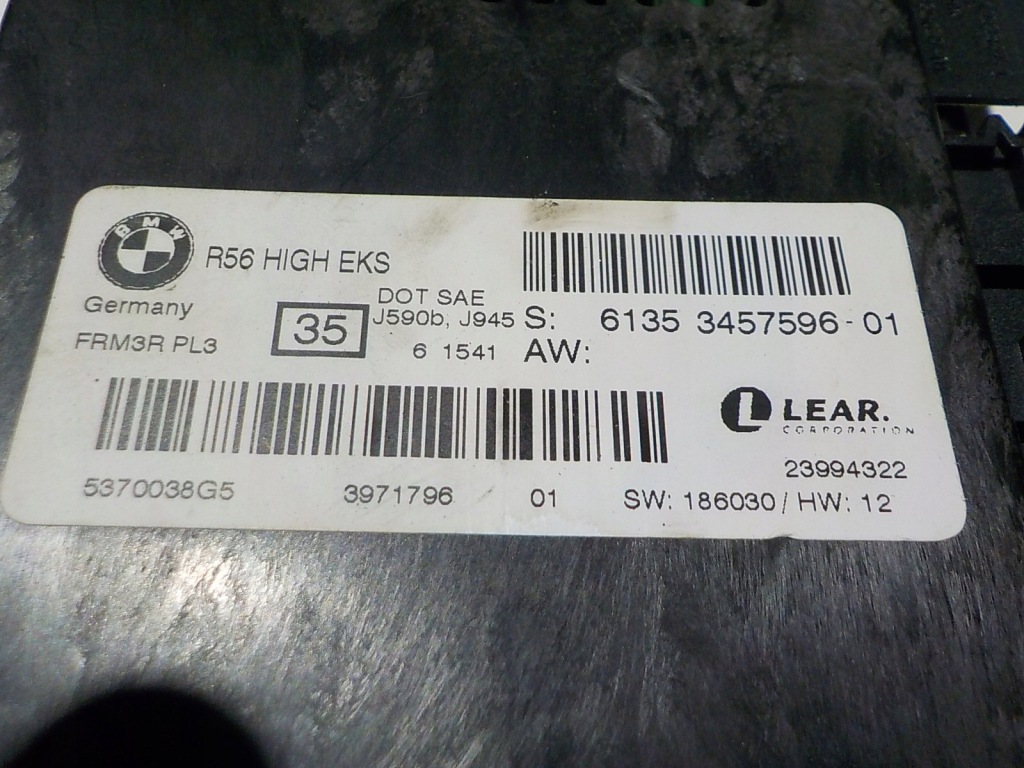 BMW
R56 HIGH EKS
Germany
FRM3R PL3
35
DOT SAE
J590b, J945
6 1541
S: 6135 3457596-01
AW:
L LEAR.
CORPORATION
23994322
5370038G5 3971796 01 SW: 186030 / HW: 12